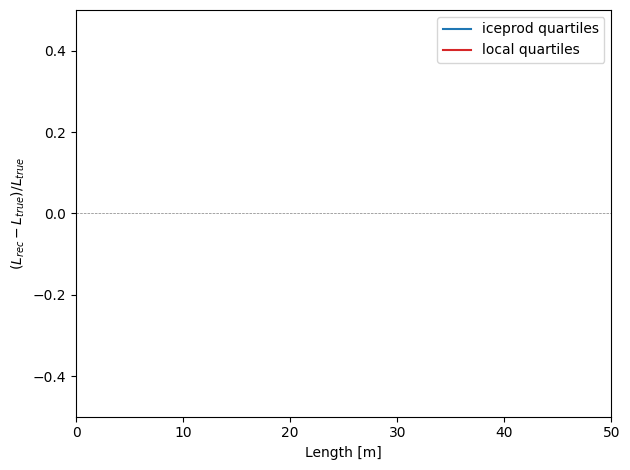 iceprod quartiles
local quartiles
0.4
0.2
0.0
−0.2
−0.4
(L_rec − L_true)/L_true
0 10 20 30 40 50
Length [m]